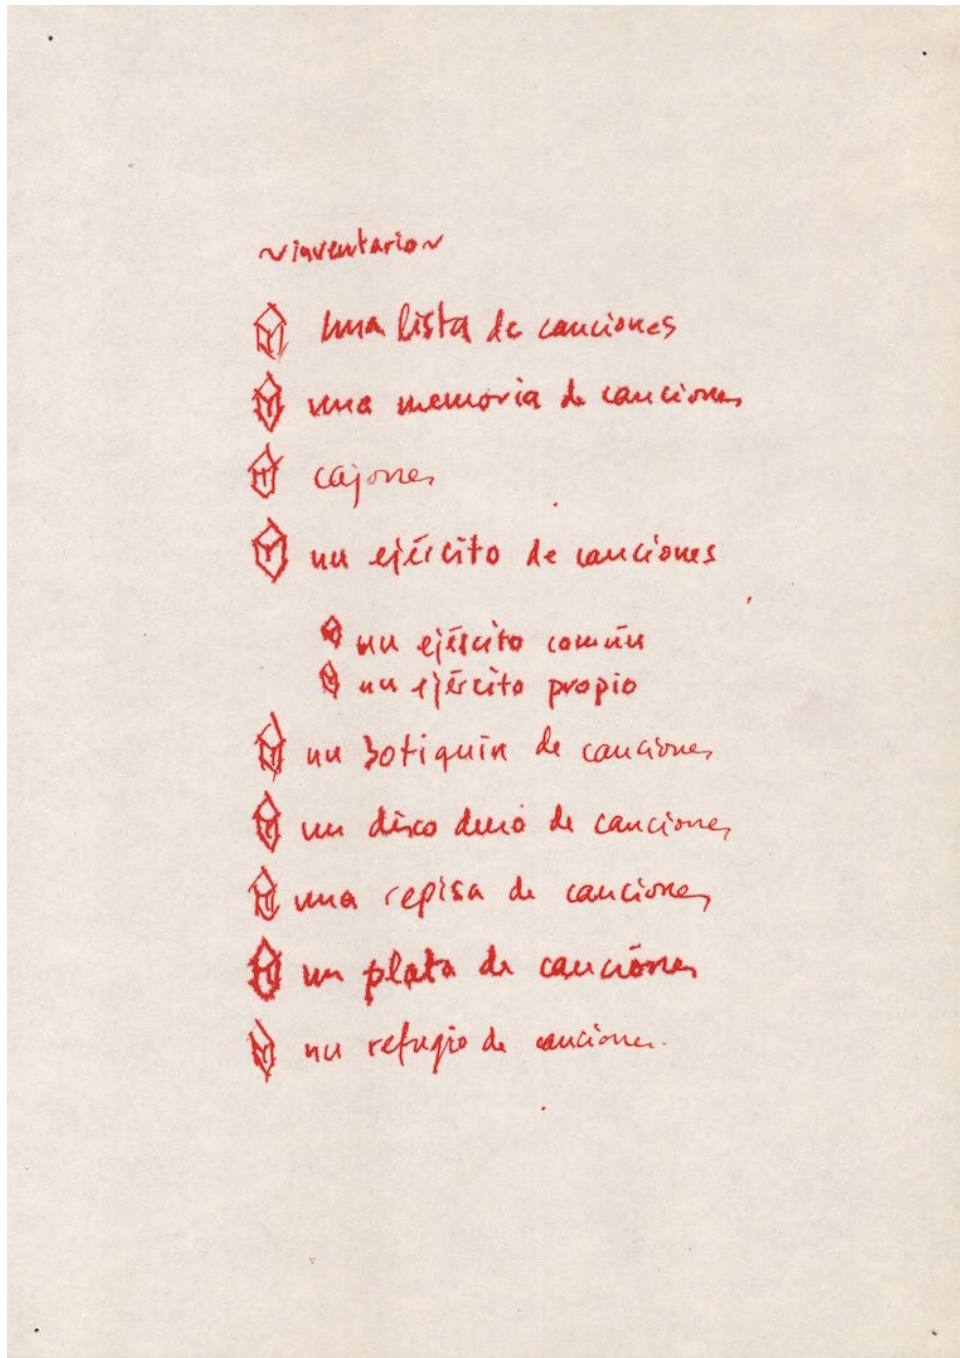 ~inventario~
una lista de canciones
una memoria de canciones
cajones
un ejército de canciones
un ejército común
un ejército propio
un botiquín de canciones
un disco duro de canciones
una repisa de canciones
un plato de canciones
un refugio de canciones.